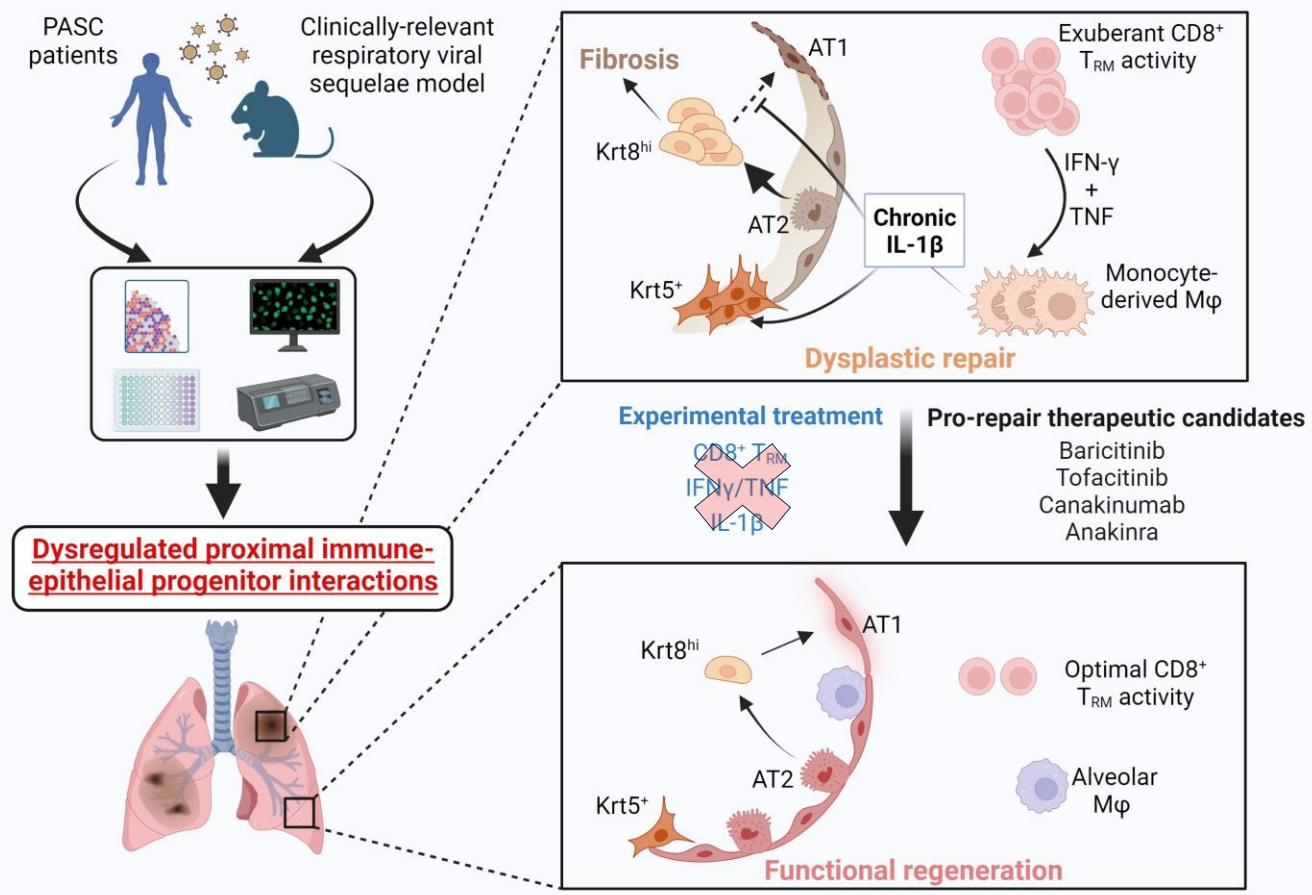 PASC
patients
Clinically-relevant
respiratory viral
sequelae model
Dysregulated proximal immune-
epithelial progenitor interactions
Fibrosis
AT1
Krt8hi
AT2
Krt5+
Chronic
IL-1β
Exuberant CD8+
TRM activity
IFN-γ
+
TNF
Monocyte-
derived Mφ
Dysplastic repair
Experimental treatment
CD8+ TRM
IFNγ/TNF
IL-1β
Pro-repair therapeutic candidates
Baricitinib
Tofacitinib
Canakinumab
Anakinra
Krt8hi
AT1
AT2
Krt5+
Optimal CD8+
TRM activity
Alveolar
Mφ
Functional regeneration